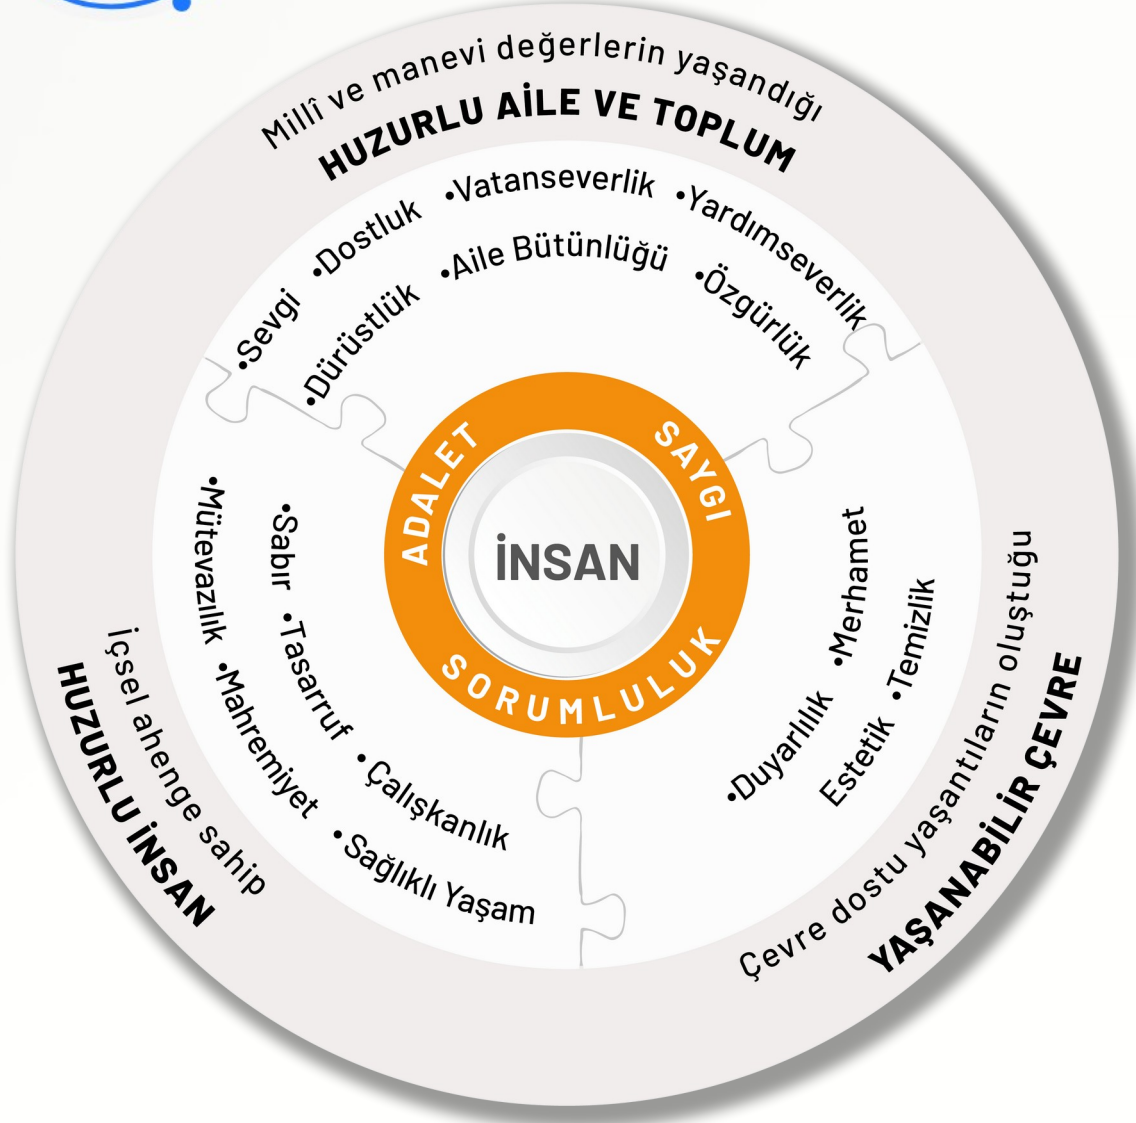 Millî ve manevi değerlerin yaşandığı
HUZURLU AİLE VE TOPLUM
•Sevgi •Dostluk •Vatanseverlik •Yardımseverlik
•Dürüstlük •Aile Bütünlüğü •Özgürlük
ADALET
SAYGI
SORUMLULUK
İNSAN
•Merhamet
•Duyarlılık
•Temizlik
Estetik
Çevre dostu yaşantıların oluştuğu
YAŞANABİLİR ÇEVRE
•Sabır •Tasarruf •Çalışkanlık
•Mütevazılık •Mahremiyet •Sağlıklı Yaşam
İçsel ahenge sahip
HUZURLU İNSAN